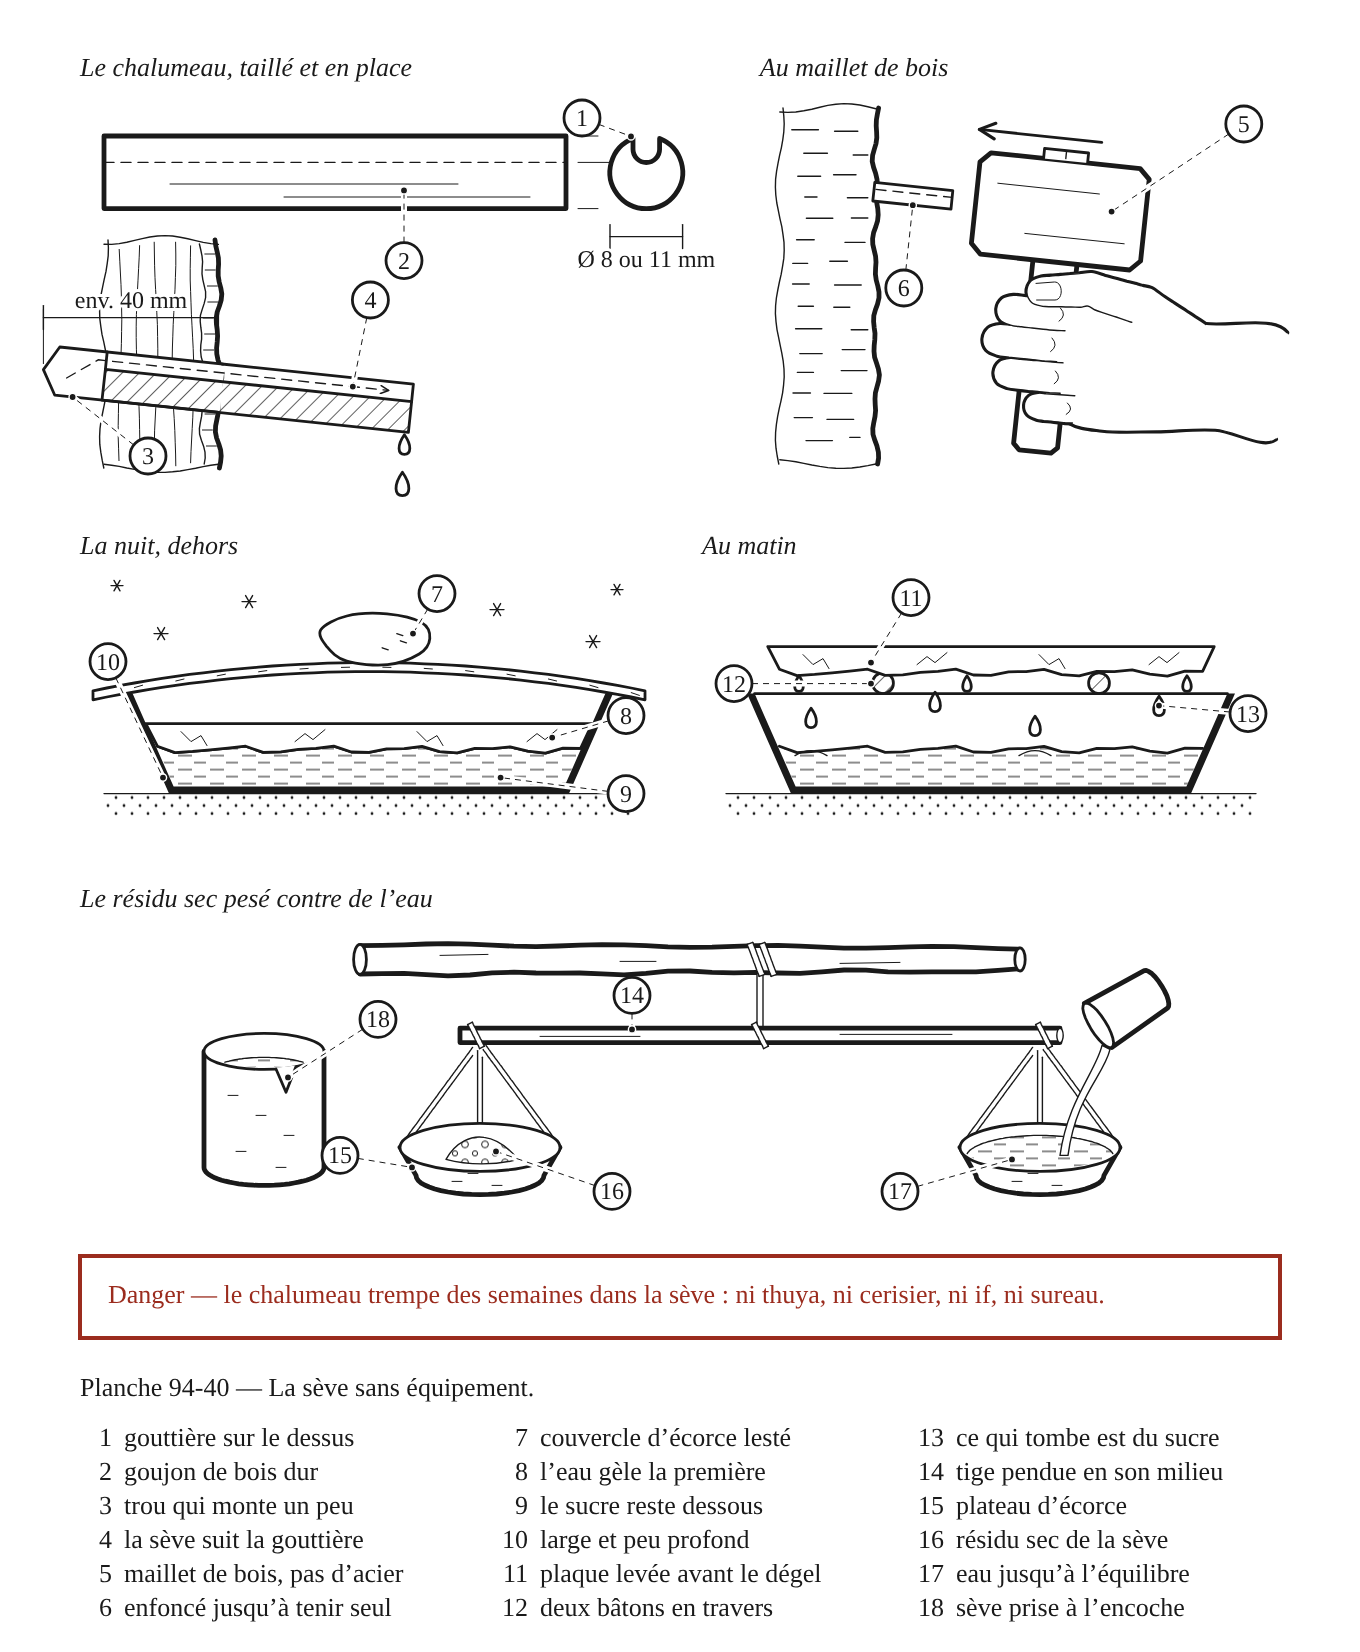 Le chalumeau, taillé et en place
Au maillet de bois
1
2
Ø 8 ou 11 mm
env. 40 mm
4
3
5
6
La nuit, dehors
Au matin
7
10
8
9
11
12
13
Le résidu sec pesé contre de l’eau
14
18
15
16
17
Danger — le chalumeau trempe des semaines dans la sève : ni thuya, ni cerisier, ni if, ni sureau.
Planche 94-40 — La sève sans équipement.
1 gouttière sur le dessus
2 goujon de bois dur
3 trou qui monte un peu
4 la sève suit la gouttière
5 maillet de bois, pas d’acier
6 enfoncé jusqu’à tenir seul
7 couvercle d’écorce lesté
8 l’eau gèle la première
9 le sucre reste dessous
10 large et peu profond
11 plaque levée avant le dégel
12 deux bâtons en travers
13 ce qui tombe est du sucre
14 tige pendue en son milieu
15 plateau d’écorce
16 résidu sec de la sève
17 eau jusqu’à l’équilibre
18 sève prise à l’encoche